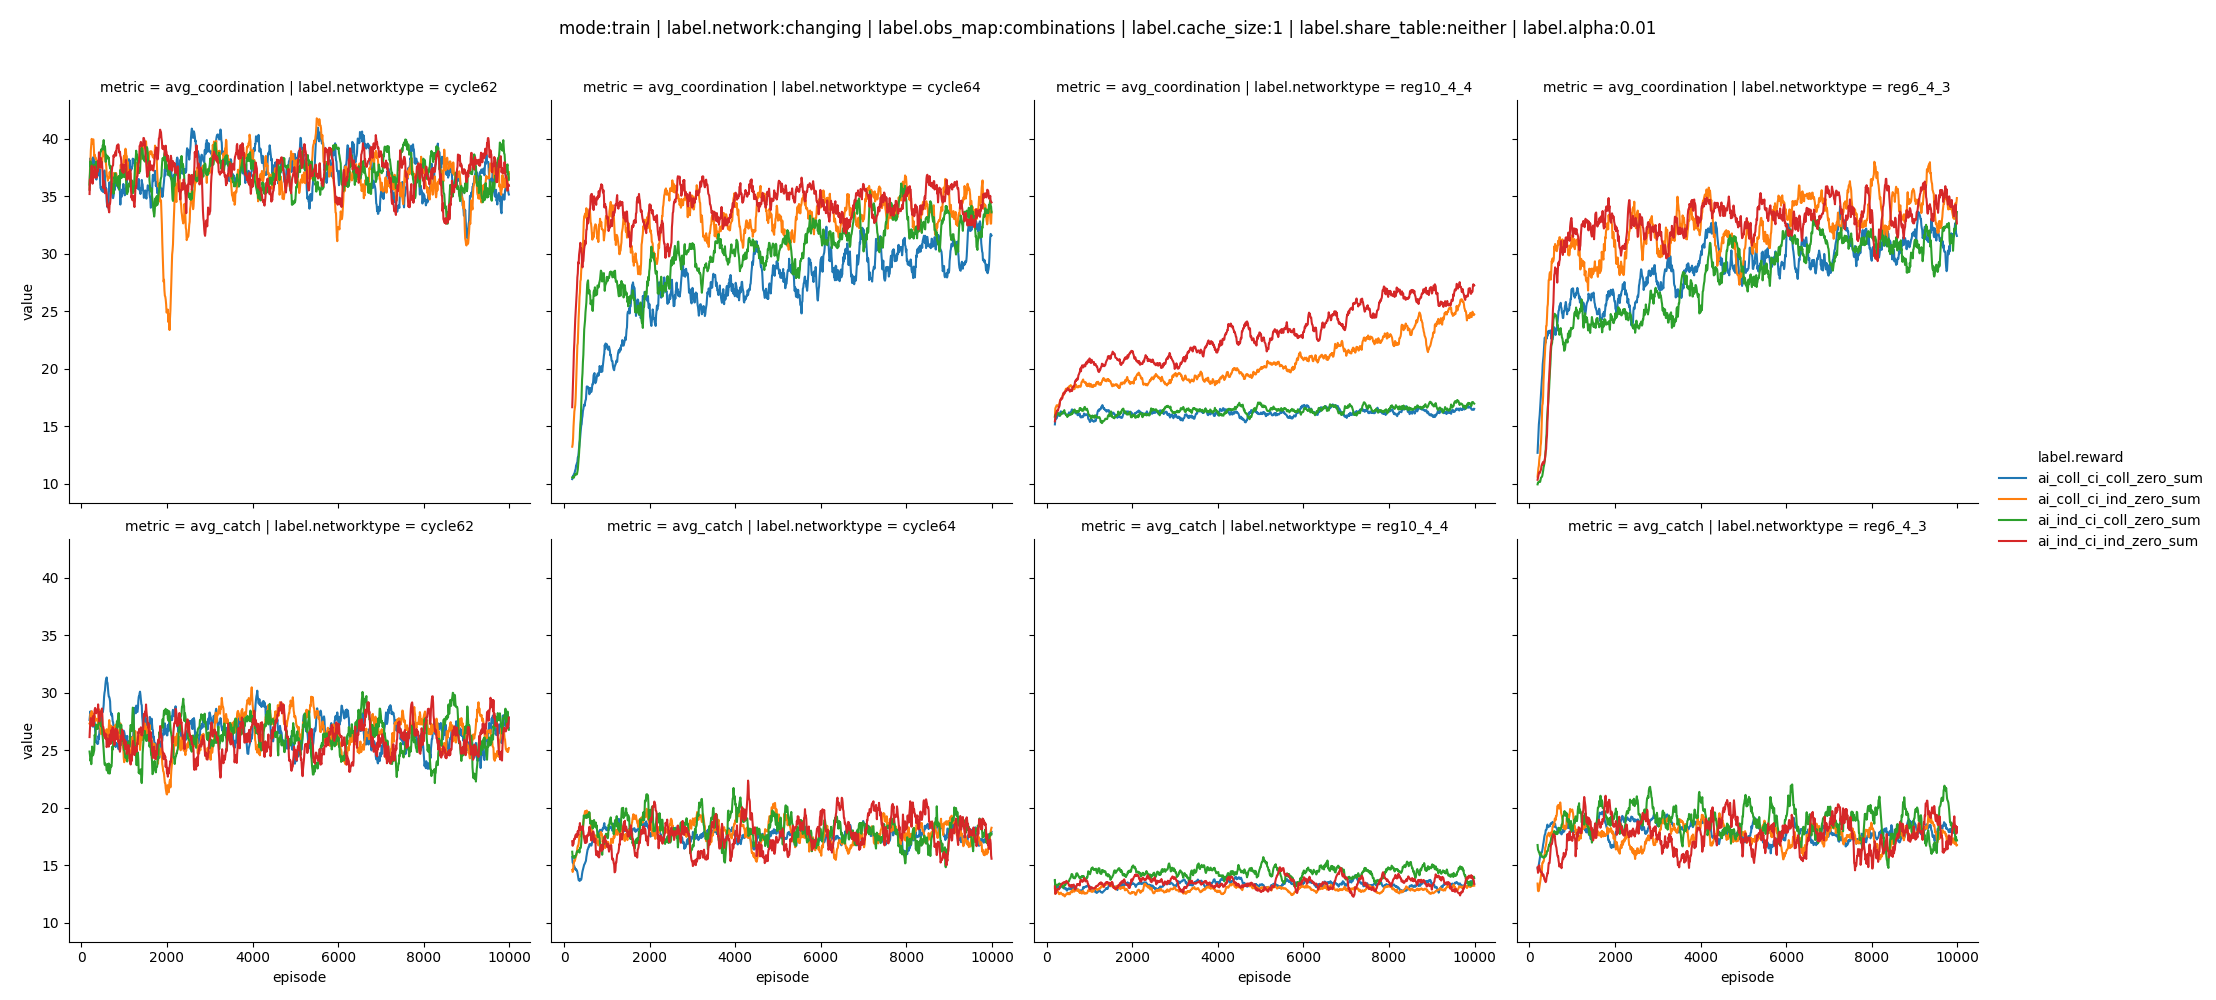 mode:train | label.network:changing | label.obs_map:combinations | label.cache_size:1 | label.share_table:neither | label.alpha:0.01
metric = avg_coordination | label.networktype = cycle62
metric = avg_coordination | label.networktype = cycle64
metric = avg_coordination | label.networktype = reg10_4_4
metric = avg_coordination | label.networktype = reg6_4_3
40
35
30
25
20
15
10
value
metric = avg_catch | label.networktype = cycle62
metric = avg_catch | label.networktype = cycle64
metric = avg_catch | label.networktype = reg10_4_4
metric = avg_catch | label.networktype = reg6_4_3
40
35
30
25
20
15
10
value
0 2000 4000 6000 8000 10000
episode
0 2000 4000 6000 8000 10000
episode
0 2000 4000 6000 8000 10000
episode
0 2000 4000 6000 8000 10000
episode
label.reward
ai_coll_ci_coll_zero_sum
ai_coll_ci_ind_zero_sum
ai_ind_ci_coll_zero_sum
ai_ind_ci_ind_zero_sum